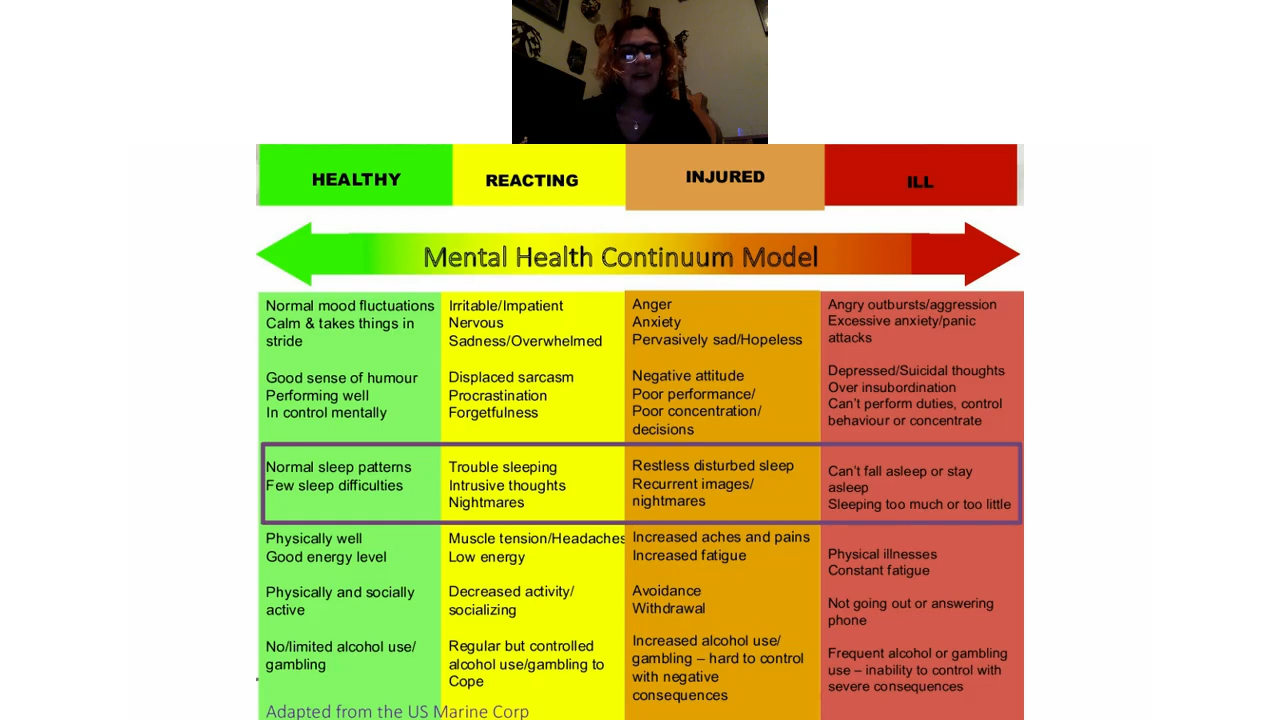 HEALTHY
REACTING
INJURED
ILL
Mental Health Continuum Model
Normal mood fluctuations
Calm & takes things in
stride
Good sense of humour
Performing well
In control mentally
Normal sleep patterns
Few sleep difficulties
Physically well
Good energy level
Physically and socially
active
No/limited alcohol use/
gambling
Irritable/Impatient
Nervous
Sadness/Overwhelmed
Displaced sarcasm
Procrastination
Forgetfulness
Trouble sleeping
Intrusive thoughts
Nightmares
Muscle tension/Headaches
Low energy
Decreased activity/
socializing
Regular but controlled
alcohol use/gambling to
Cope
Anger
Anxiety
Pervasively sad/Hopeless
Negative attitude
Poor performance/
Poor concentration/
decisions
Restless disturbed sleep
Recurrent images/
nightmares
Increased aches and pains
Increased fatigue
Avoidance
Withdrawal
Increased alcohol use/
gambling – hard to control
with negative
consequences
Angry outbursts/aggression
Excessive anxiety/panic
attacks
Depressed/Suicidal thoughts
Over insubordination
Can't perform duties, control
behaviour or concentrate
Can't fall asleep or stay
asleep
Sleeping too much or too little
Physical illnesses
Constant fatigue
Not going out or answering
phone
Frequent alcohol or gambling
use – inability to control with
severe consequences
Adapted from the US Marine Corp